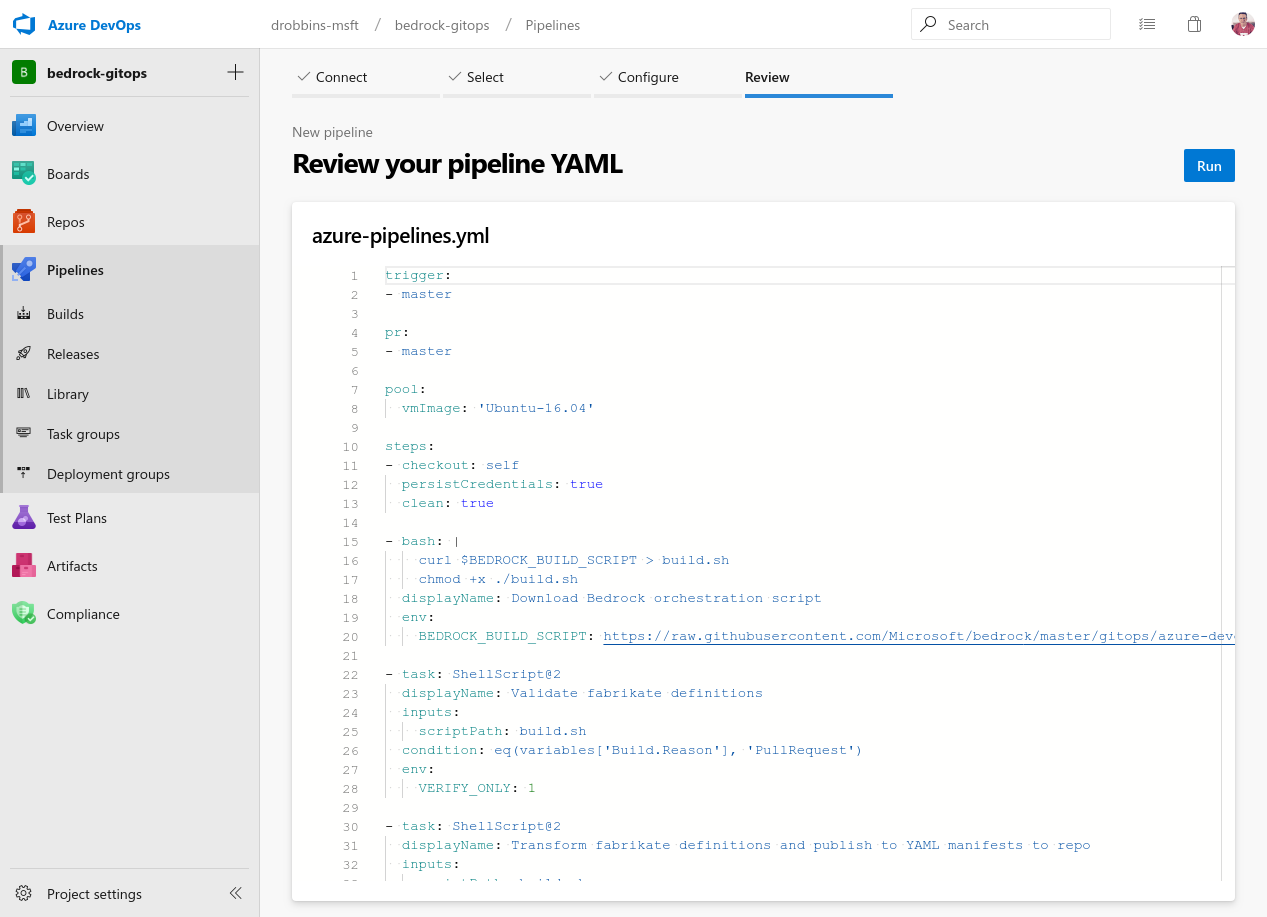 Azure DevOps
drobbins-msft / bedrock-gitops / Pipelines
Search
B bedrock-gitops
Overview
Boards
Repos
Pipelines
Builds
Releases
Library
Task groups
Deployment groups
Test Plans
Artifacts
Compliance
Project settings
Connect
Select
Configure
Review
New pipeline
Review your pipeline YAML
Run
azure-pipelines.yml
1 trigger:
2 - master
3
4 pr:
5 - master
6
7 pool:
8   vmImage: 'Ubuntu-16.04'
9
10 steps:
11 - checkout: self
12   persistCredentials: true
13   clean: true
14
15 - bash: |
16     curl $BEDROCK_BUILD_SCRIPT > build.sh
17     chmod +x ./build.sh
18   displayName: Download Bedrock orchestration script
19   env:
20     BEDROCK_BUILD_SCRIPT: https://raw.githubusercontent.com/Microsoft/bedrock/master/gitops/azure-dev
21
22 - task: ShellScript@2
23   displayName: Validate fabrikate definitions
24   inputs:
25     scriptPath: build.sh
26   condition: eq(variables['Build.Reason'], 'PullRequest')
27   env:
28     VERIFY_ONLY: 1
29
30 - task: ShellScript@2
31   displayName: Transform fabrikate definitions and publish to YAML manifests to repo
32   inputs: